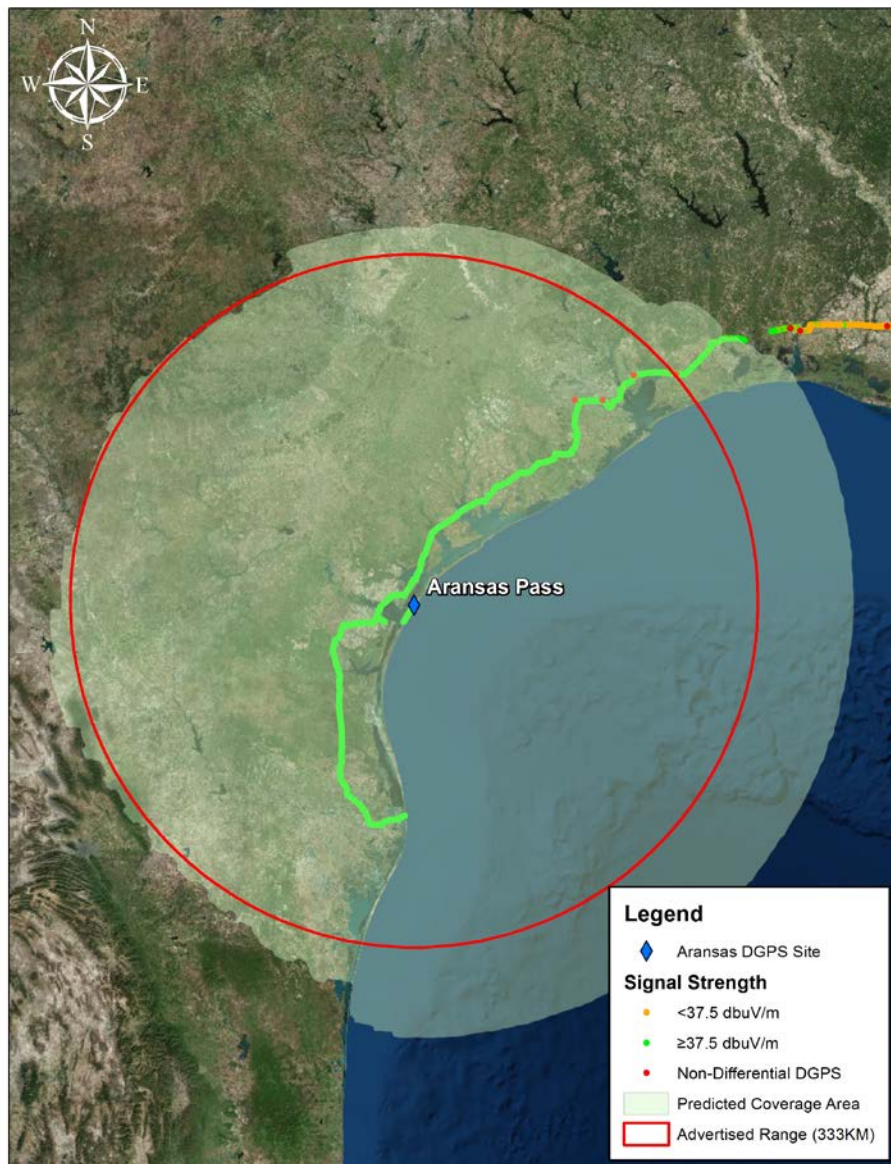 N
W E
S
Aransas Pass
Legend
Aransas DGPS Site
Signal Strength
<37.5 dbuV/m
≥37.5 dbuV/m
Non-Differential DGPS
Predicted Coverage Area
Advertised Range (333KM)